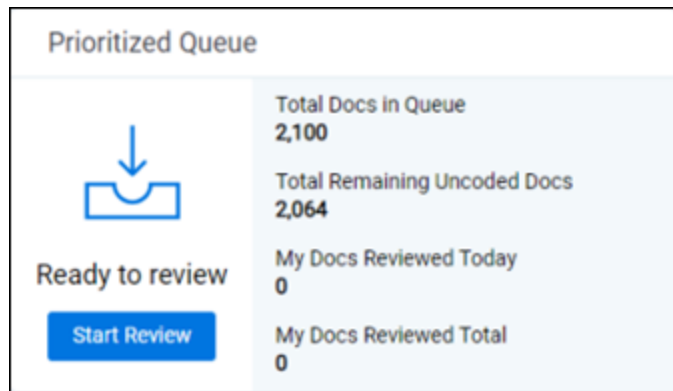 Prioritized Queue
Ready to review
Start Review
Total Docs in Queue
2,100
Total Remaining Uncoded Docs
2,064
My Docs Reviewed Today
0
My Docs Reviewed Total
0